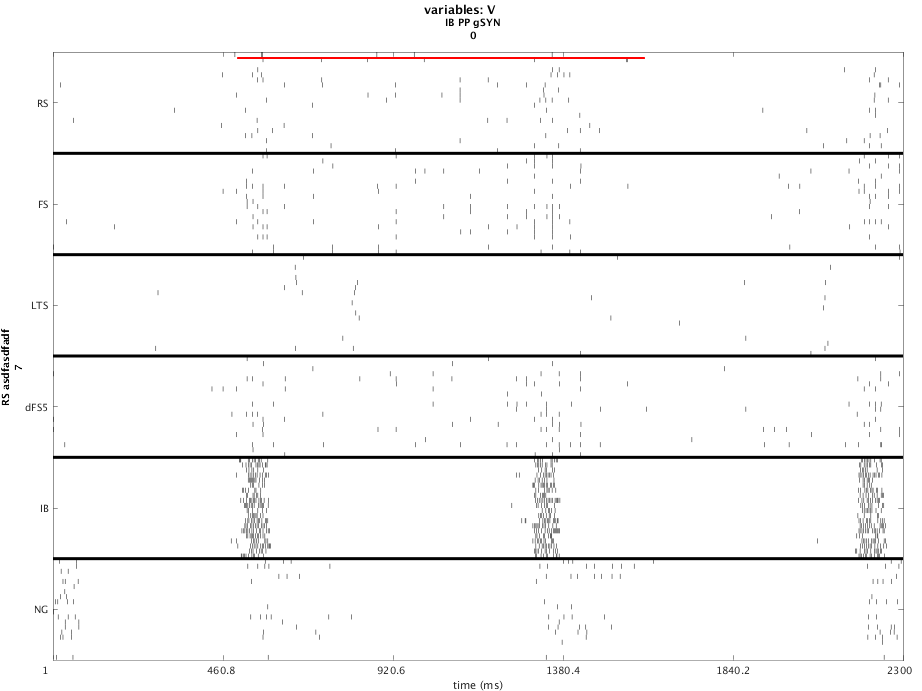 variables: V
IB PP gSYN
0
RS
FS
LTS
dFS5
IB
NG
RS asdfasdfadf
7
1
460.8
920.6
1380.4
1840.2
2300
time (ms)